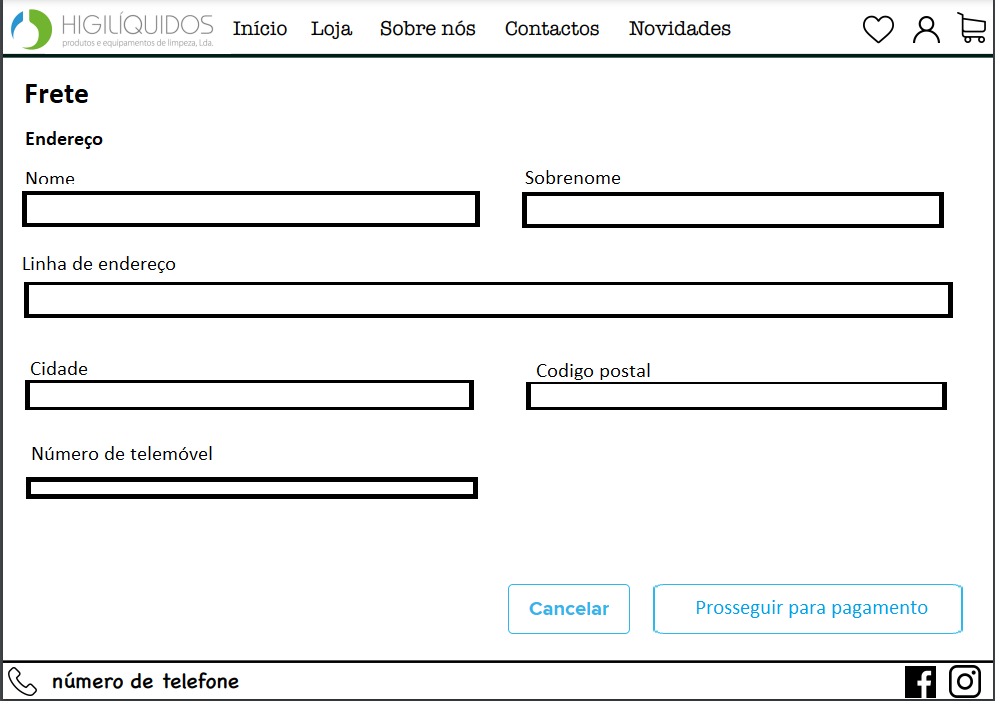 HIGILÍQUIDOS
produtos e equipamentos de limpeza, Lda.
Início Loja Sobre nós Contactos Novidades
Frete
Endereço
Nome Sobrenome
Linha de endereço
Cidade Codigo postal
Número de telemóvel
Cancelar Prosseguir para pagamento
número de telefone